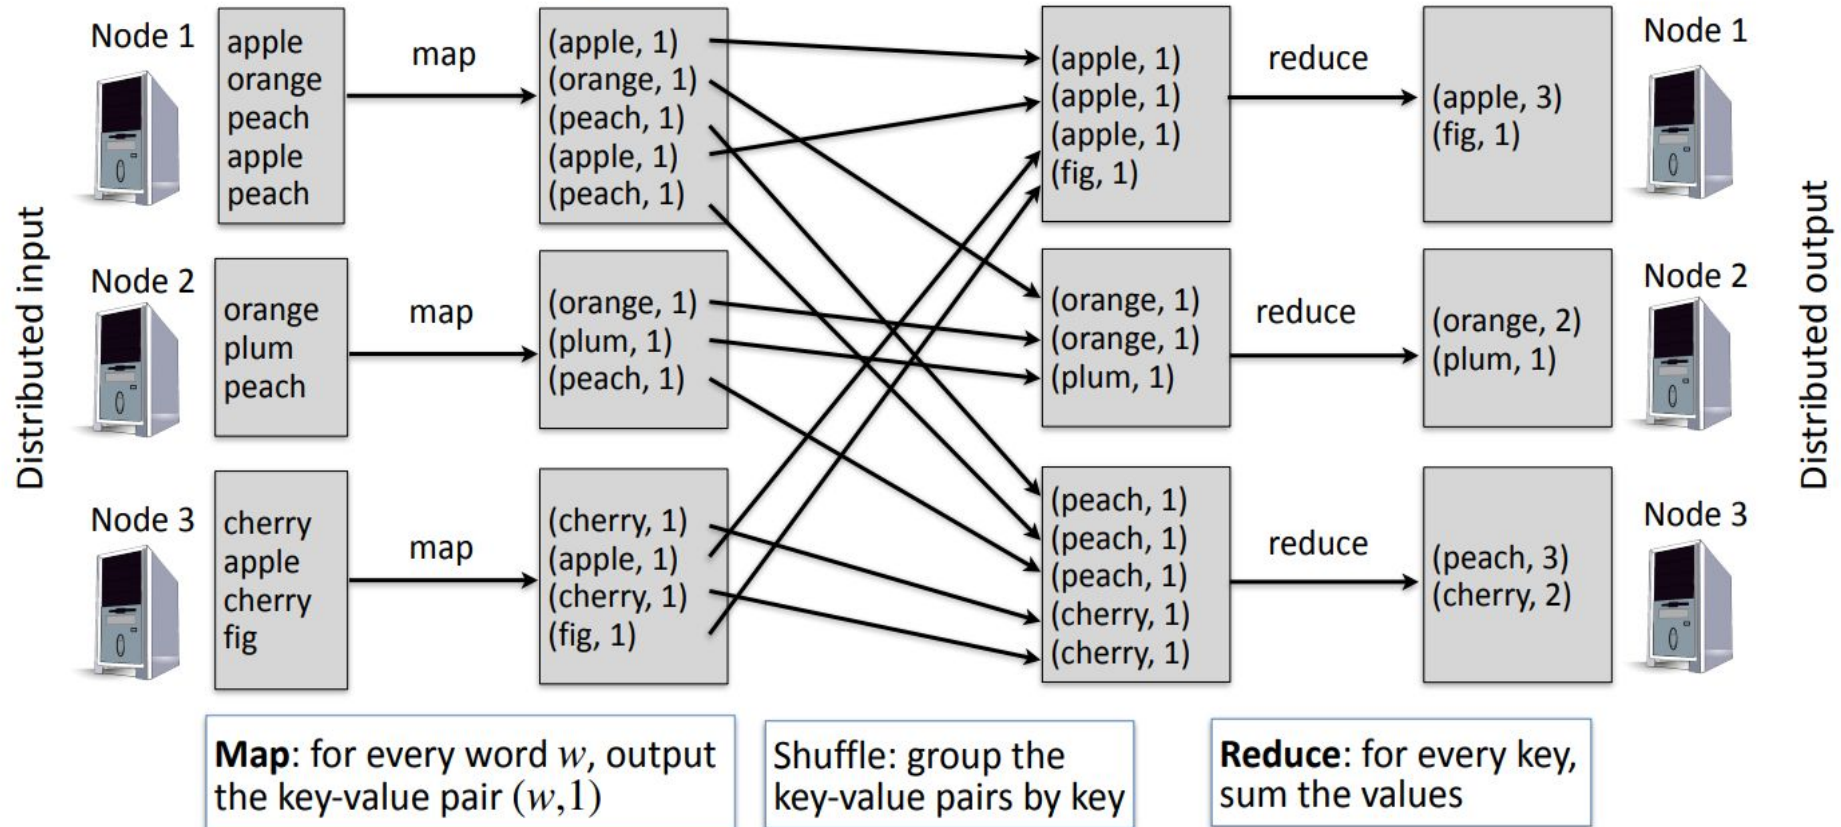 Distributed input
Node 1
apple
orange
peach
apple
peach
map
(apple, 1)
(orange, 1)
(peach, 1)
(apple, 1)
(peach, 1)
(apple, 1)
(apple, 1)
(apple, 1)
(fig, 1)
reduce
(apple, 3)
(fig, 1)
Node 1
Node 2
orange
plum
peach
map
(orange, 1)
(plum, 1)
(peach, 1)
(orange, 1)
(orange, 1)
(plum, 1)
reduce
(orange, 2)
(plum, 1)
Node 2
Node 3
cherry
apple
cherry
fig
map
(cherry, 1)
(apple, 1)
(cherry, 1)
(fig, 1)
(peach, 1)
(peach, 1)
(peach, 1)
(cherry, 1)
(cherry, 1)
reduce
(peach, 3)
(cherry, 2)
Node 3
Distributed output
Map: for every word w, output
the key-value pair (w,1)
Shuffle: group the
key-value pairs by key
Reduce: for every key,
sum the values